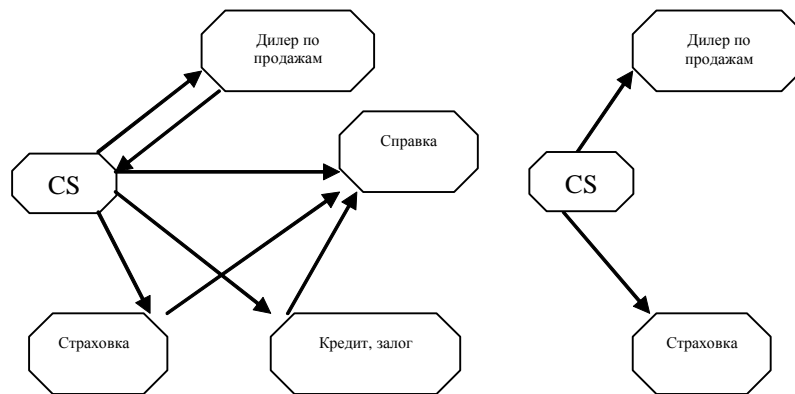 Дилер по
продажам
Справка
CS
Страховка
Кредит, залог
Дилер по
продажам
CS
Страховка